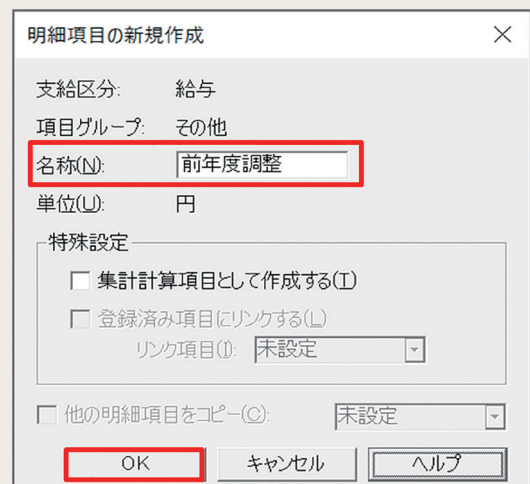 明細項目の新規作成
支給区分: 給与
項目グループ: その他
名称(N): 前年度調整
単位(U): 円
特殊設定
集計計算項目として作成する(T)
登録済み項目にリンクする(L)
リンク項目(I): 未設定
他の明細項目をコピー(C): 未設定
OK キャンセル ヘルプ